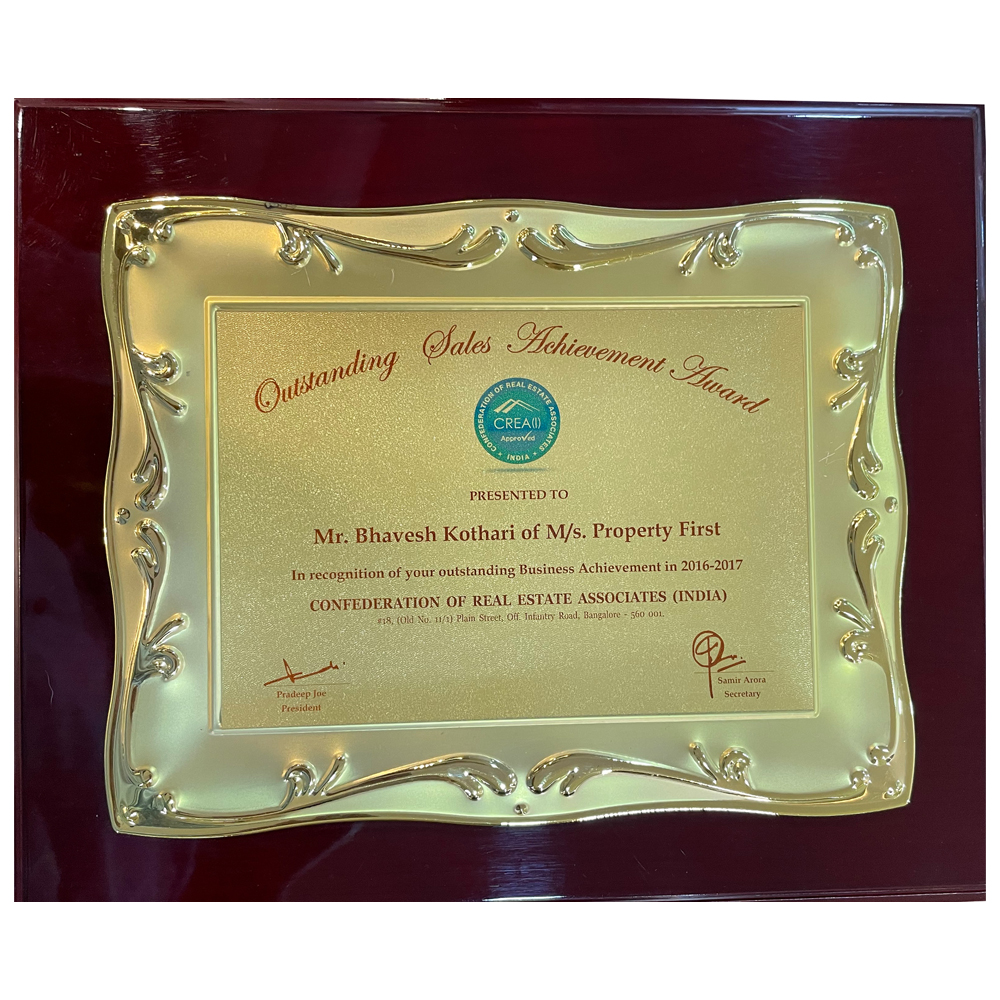 Outstanding Sales Achievement Award
CONFEDERATION OF REAL ESTATE ASSOCIATES
CREA(I)
Approved
* INDIA *
PRESENTED TO
Mr. Bhavesh Kothari of M/s. Property First
In recognition of your outstanding Business Achievement in 2016-2017
CONFEDERATION OF REAL ESTATE ASSOCIATES (INDIA)
#18, (Old No. 11/1) Plain Street, Off. Infantry Road, Bangalore - 560 001.
Pradeep Joe
President
Samir Arora
Secretary